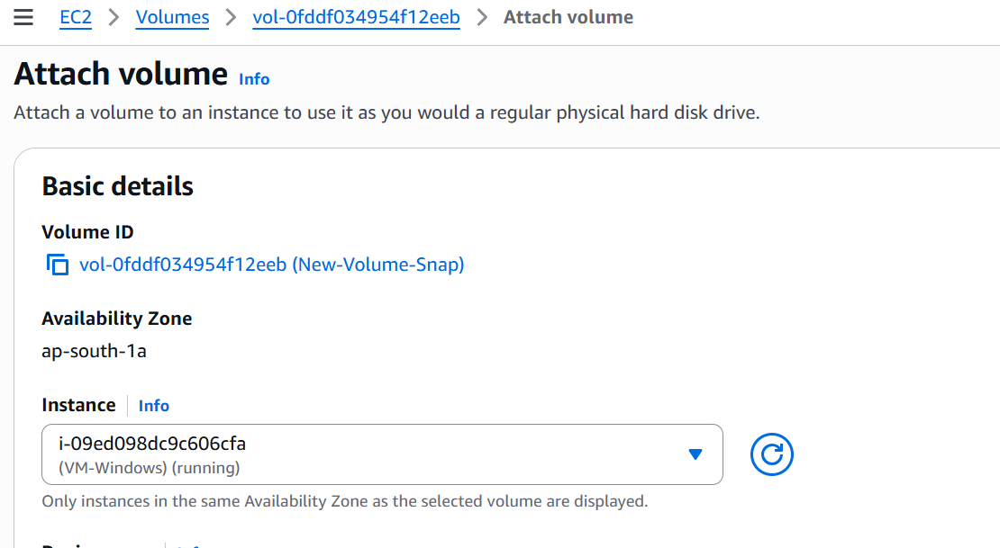 EC2 > Volumes > vol-0fddf034954f12eeb > Attach volume
Attach volume Info
Attach a volume to an instance to use it as you would a regular physical hard disk drive.
Basic details
Volume ID
vol-0fddf034954f12eeb (New-Volume-Snap)
Availability Zone
ap-south-1a
Instance Info
i-09ed098dc9c606cfa
(VM-Windows) (running)
Only instances in the same Availability Zone as the selected volume are displayed.